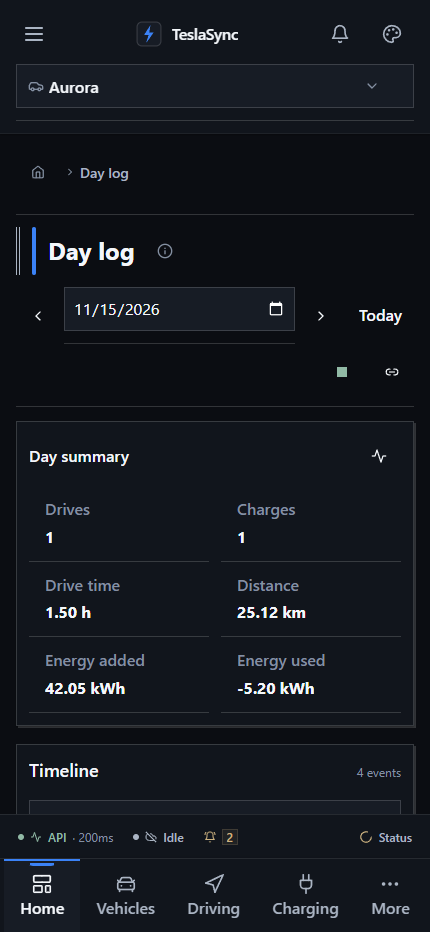 TeslaSync
Aurora
Day log
Day log
11/15/2026
Today
Day summary
Drives
Charges
1
1
Drive time
Distance
1.50 h
25.12 km
Energy added
Energy used
42.05 kWh
-5.20 kWh
Timeline
4 events
API · 200ms
Idle
2
Status
Home
Vehicles
Driving
Charging
More